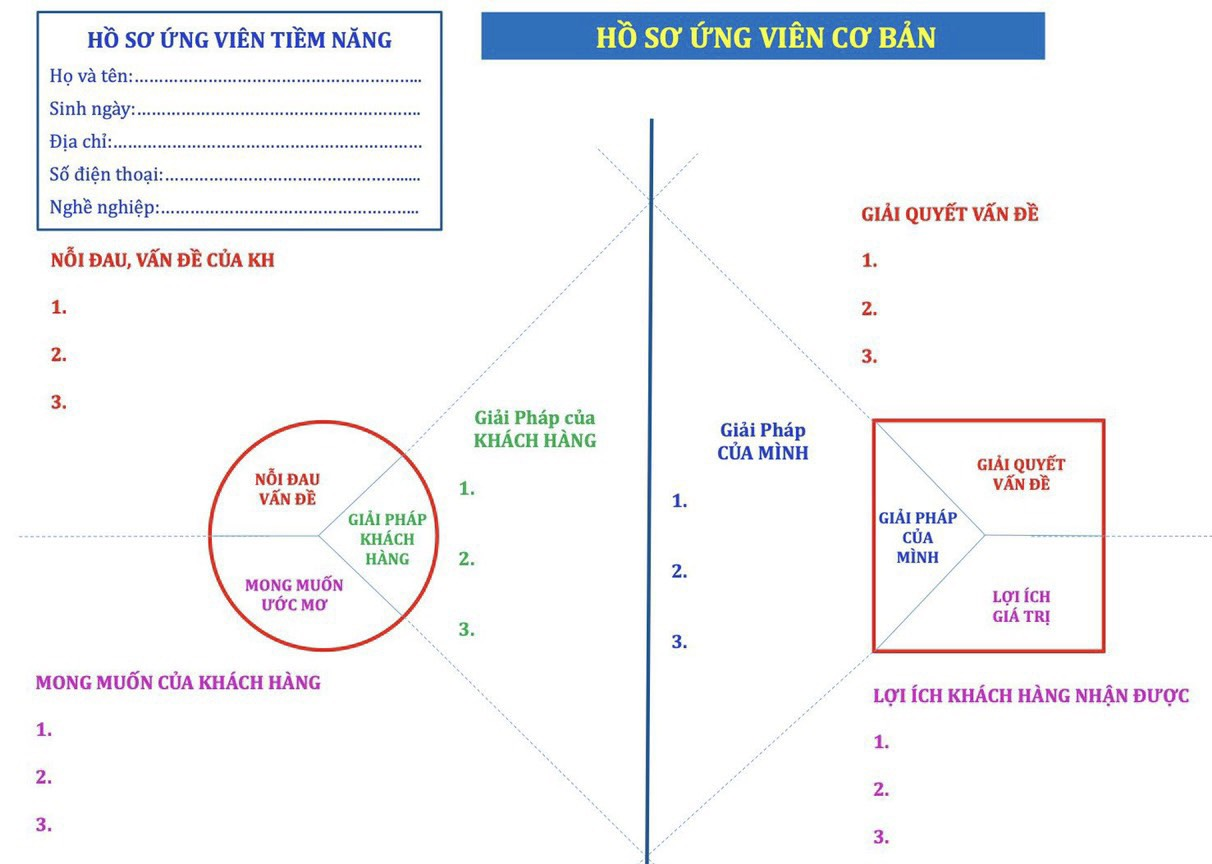 HỒ SƠ ỨNG VIÊN TIỀM NĂNG
Họ và tên:……………………………………………………..
Sinh ngày:…………………………………………………….
Địa chỉ:…………………………………………………………
Số điện thoại:……………………………………………......
Nghề nghiệp:………………………………………………..
HỒ SƠ ỨNG VIÊN CƠ BẢN
NỖI ĐAU, VẤN ĐỀ CỦA KH
1.
2.
3.
GIẢI QUYẾT VẤN ĐỀ
1.
2.
3.
NỖI ĐAU
VẤN ĐỀ
GIẢI PHÁP
KHÁCH
HÀNG
MONG MUỐN
ƯỚC MƠ
Giải Pháp của
KHÁCH HÀNG
1.
2.
3.
Giải Pháp
CỦA MÌNH
1.
2.
3.
GIẢI QUYẾT
VẤN ĐỀ
GIẢI PHÁP
CỦA
MÌNH
LỢI ÍCH
GIÁ TRỊ
MONG MUỐN CỦA KHÁCH HÀNG
1.
2.
3.
LỢI ÍCH KHÁCH HÀNG NHẬN ĐƯỢC
1.
2.
3.